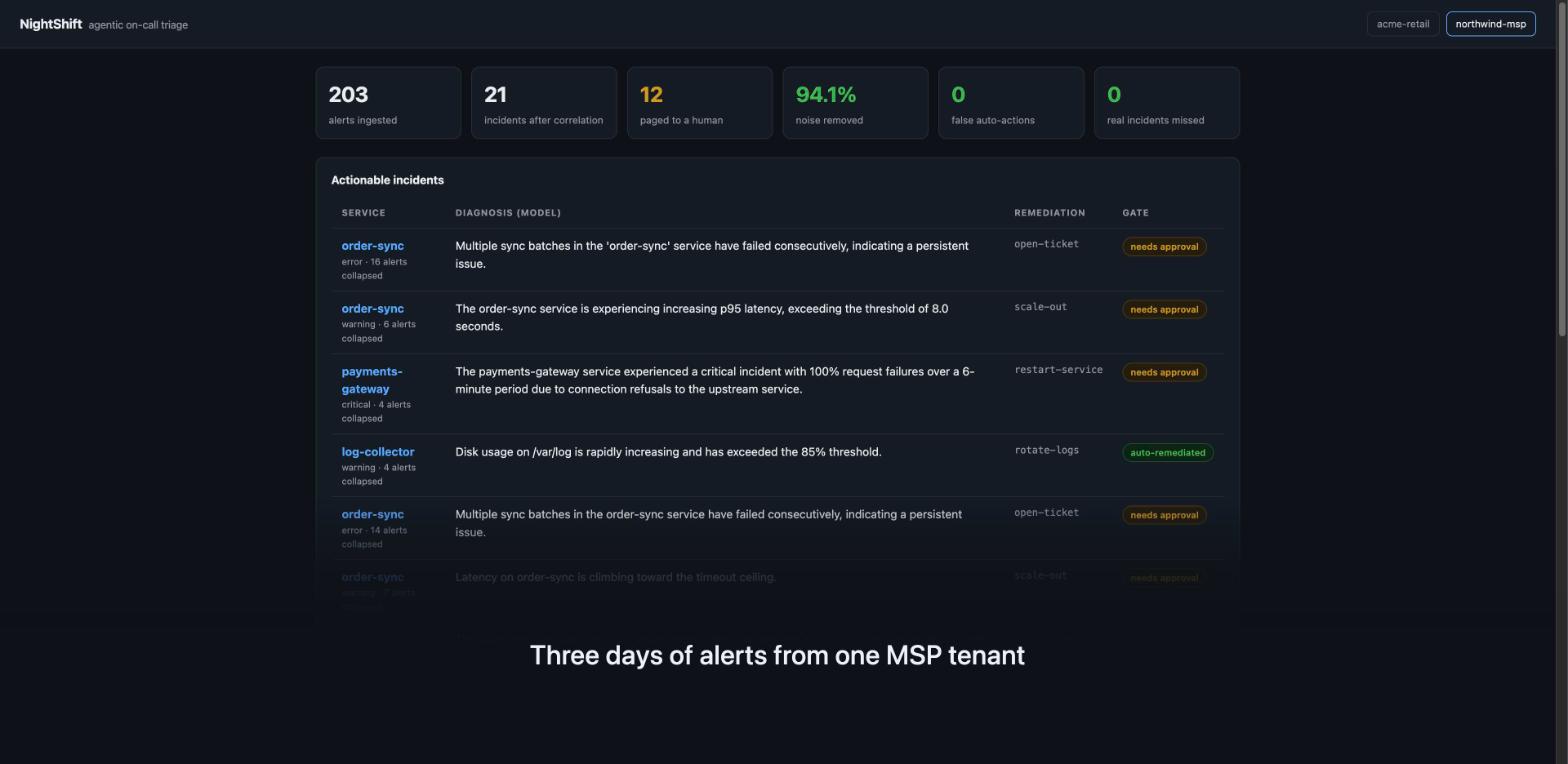 NightShift agentic on-call triage
acme-retail
northwind-msp
203
alerts ingested
21
incidents after correlation
12
paged to a human
94.1%
noise removed
0
false auto-actions
0
real incidents missed
Actionable incidents
SERVICE DIAGNOSIS (MODEL) REMEDIATION GATE
order-sync
error · 16 alerts
collapsed
Multiple sync batches in the 'order-sync' service have failed consecutively, indicating a persistent
issue.
open-ticket
needs approval
order-sync
warning · 6 alerts
collapsed
The order-sync service is experiencing increasing p95 latency, exceeding the threshold of 8.0
seconds.
scale-out
needs approval
payments-
gateway
critical · 4 alerts
collapsed
The payments-gateway service experienced a critical incident with 100% request failures over a 6-
minute period due to connection refusals to the upstream service.
restart-service
needs approval
log-collector
warning · 4 alerts
collapsed
Disk usage on /var/log is rapidly increasing and has exceeded the 85% threshold.
rotate-logs
auto-remediated
order-sync
error · 14 alerts
collapsed
Multiple sync batches in the order-sync service have failed consecutively, indicating a persistent
issue.
open-ticket
needs approval
order-sync
warning · 7 alerts
Latency on order-sync is climbing toward the timeout ceiling.
scale-out
needs approval
Three days of alerts from one MSP tenant